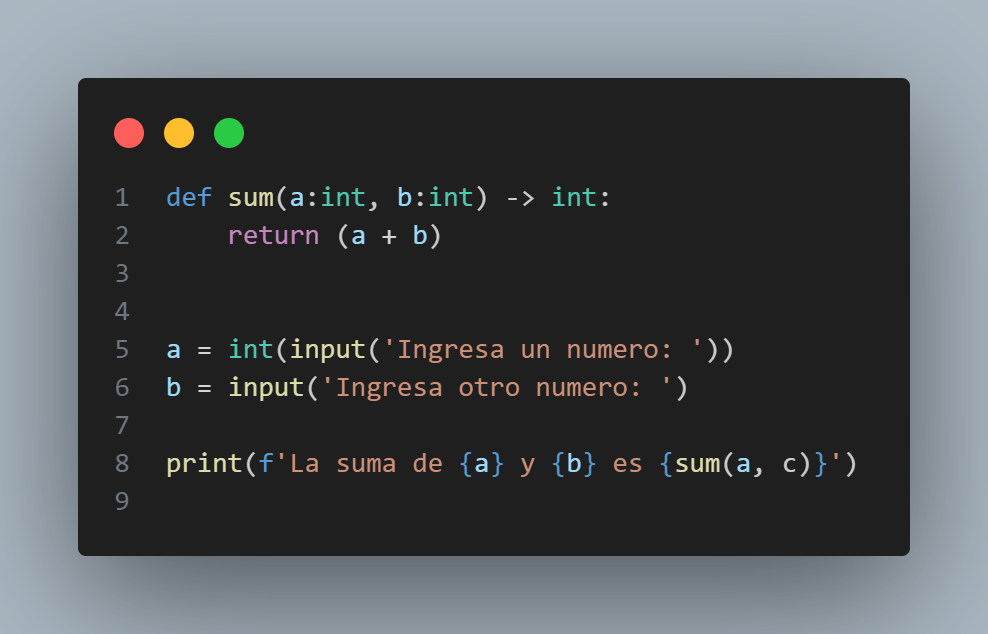 1 def sum(a:int, b:int) -> int:
2     return (a + b)
3
4
5 a = int(input('Ingresa un numero: '))
6 b = input('Ingresa otro numero: ')
7
8 print(f'La suma de {a} y {b} es {sum(a, c)}')
9